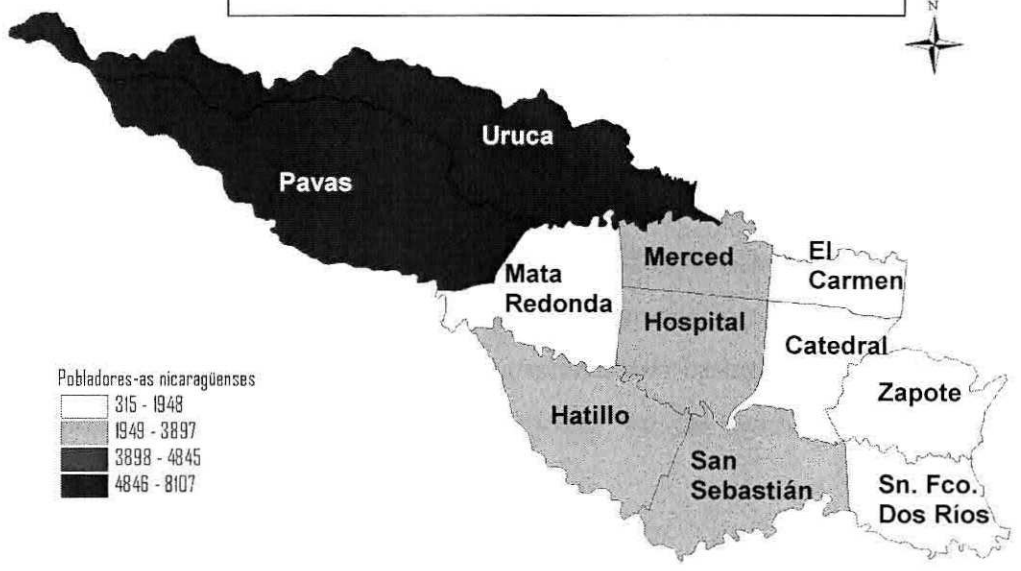 N
Uruca
Pavas
Merced
El
Carmen
Mata
Redonda
Hospital
Catedral
Zapote
Hatillo
San
Sebastián
Sn. Fco.
Dos Ríos
Pobladores-as nicaragüenses
315 - 1948
1949 - 3897
3898 - 4845
4846 - 8107